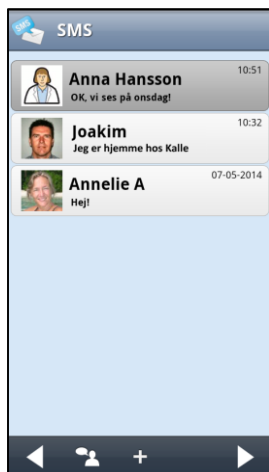 SMS
SMS
Anna Hansson
10:51
OK, vi ses på onsdag!
Joakim
10:32
Jeg er hjemme hos Kalle
Annelie A
07-05-2014
Hej!